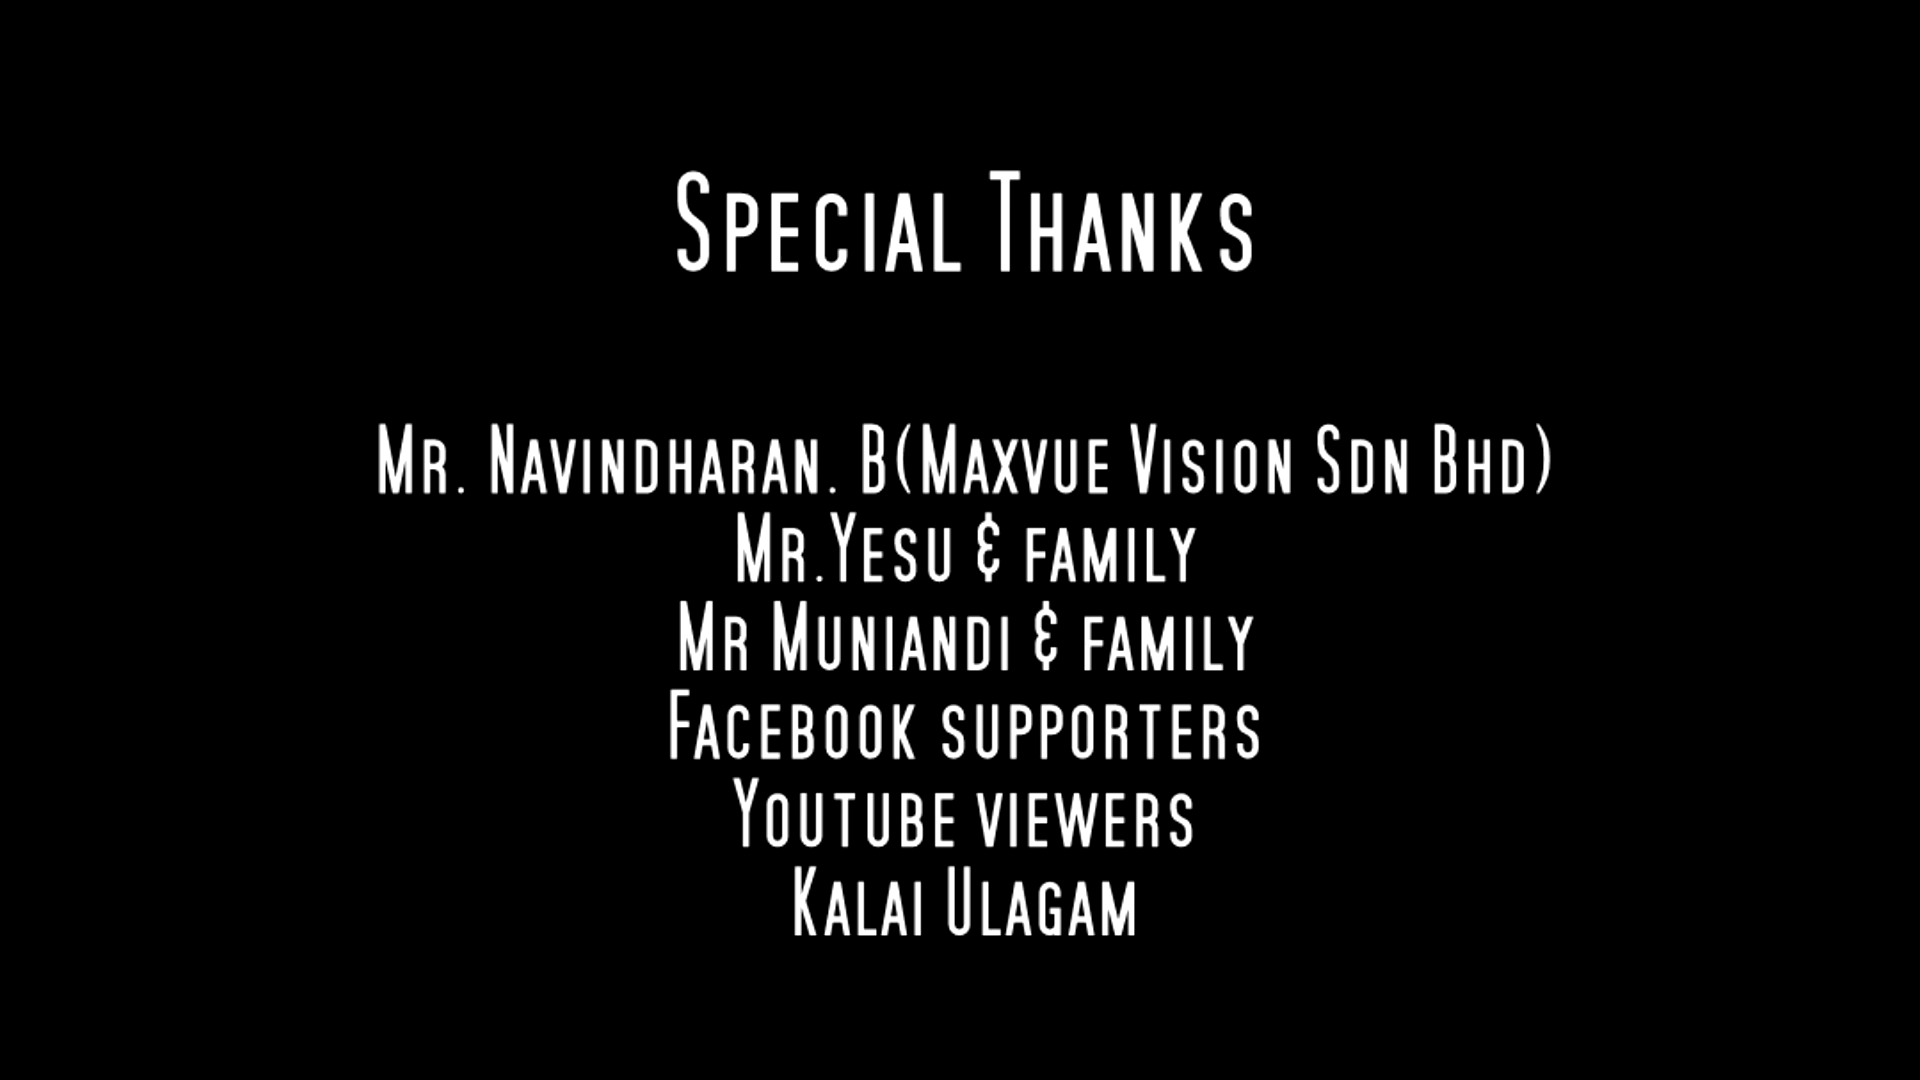 Special Thanks
Mr. Navindharan. B(Maxvue Vision Sdn Bhd)
Mr.Yesu & family
Mr Muniandi & family
Facebook supporters
Youtube viewers
Kalai Ulagam